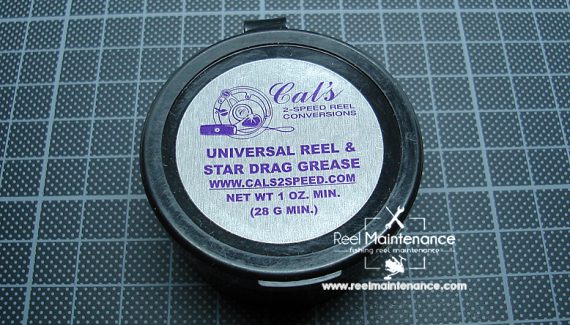 Cal's
2-SPEED REEL
CONVERSIONS
UNIVERSAL REEL &
STAR DRAG GREASE
WWW.CALS2SPEED.COM
NET WT 1 OZ. MIN.
(28 G MIN.)
Reel Maintenance
fishing reel maintenance
www.reelmaintenance.com